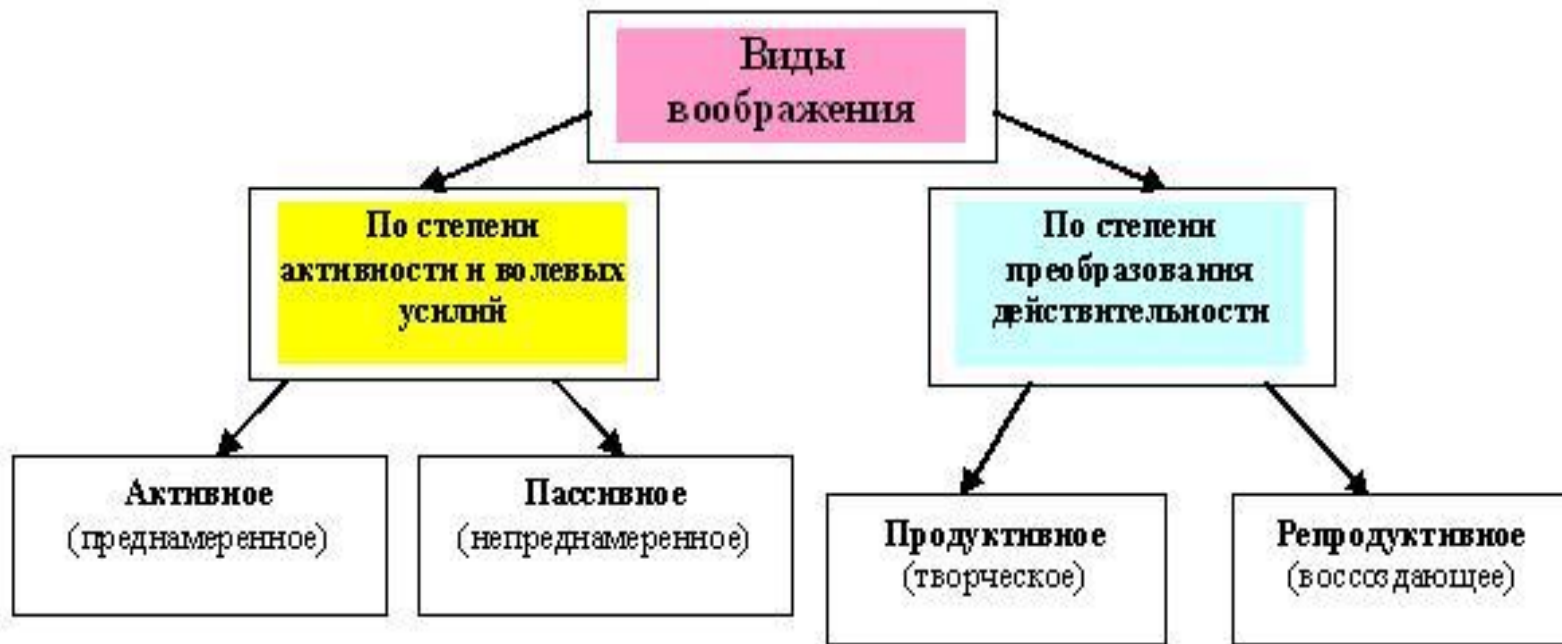 Виды
воображения
По степени
активности и волевых
усилий
По степени
преобразования
действительности
Активное
(преднамеренное)
Пассивное
(непреднамеренное)
Продуктивное
(творческое)
Репродуктивное
(воссоздающее)